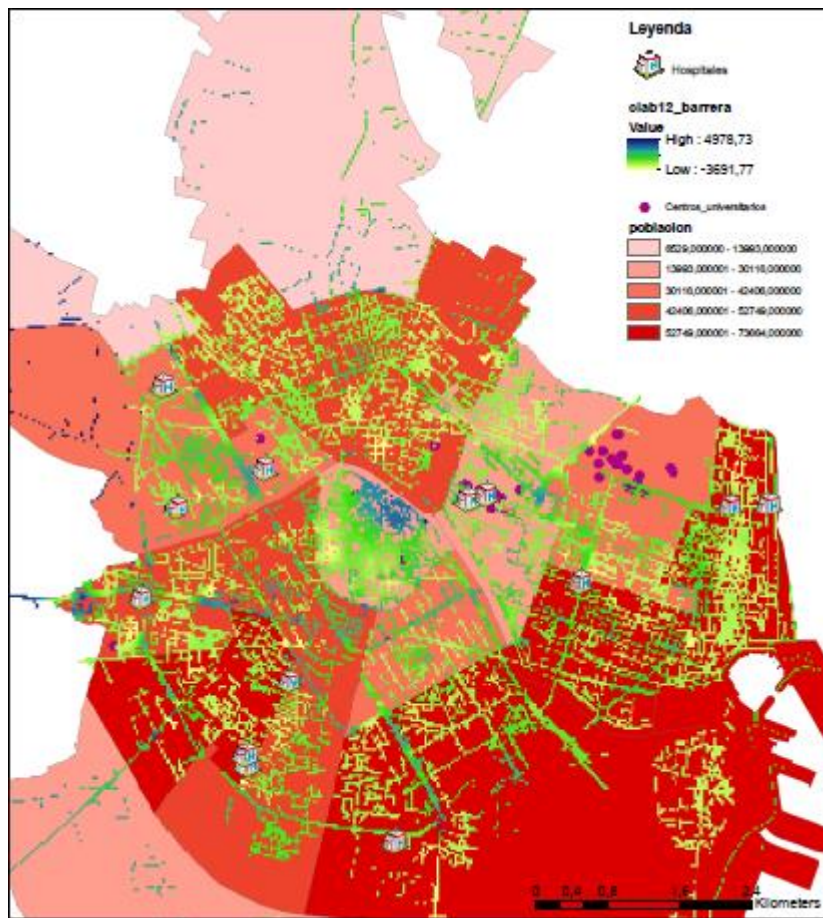 Leyenda
Hospitales
olab12_barrera
Value
High : 4978,73
Low : -3691,77
Centros_universitarios
poblacion
6529,000000 - 13993,000000
13993,000001 - 30116,000000
30116,000001 - 42406,000000
42406,000001 - 52749,000000
52749,000001 - 73664,000000
0 0,4 0,8 1,6 2,4
Kilometers